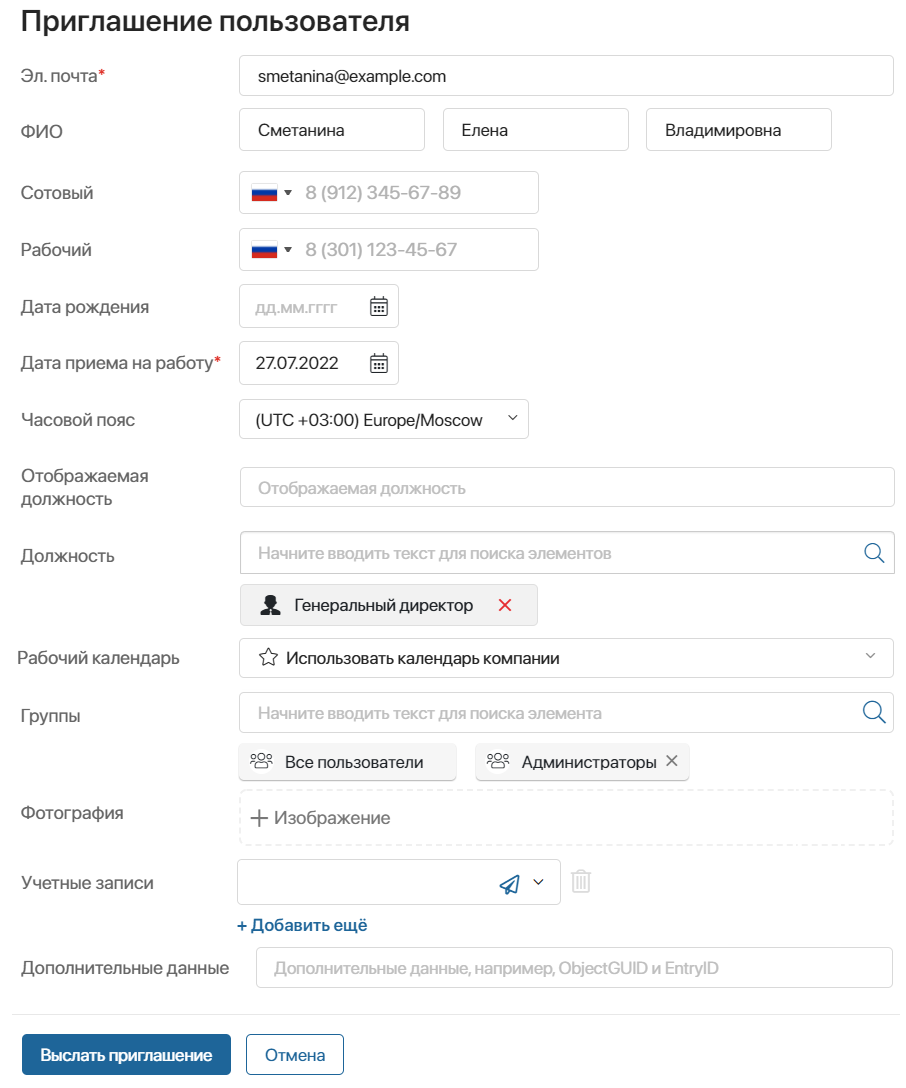 Приглашение пользователя
Эл. почта* smetanina@example.com
ФИО Сметанина Елена Владимировна
Сотовый 8 (912) 345-67-89
Рабочий 8 (301) 123-45-67
Дата рождения дд.мм.гггг
Дата приема на работу* 27.07.2022
Часовой пояс (UTC +03:00) Europe/Moscow
Отображаемая
должность Отображаемая должность
Должность Начните вводить текст для поиска элементов
Генеральный директор
Рабочий календарь Использовать календарь компании
Группы Начните вводить текст для поиска элемента
Все пользователи Администраторы
Фотография + Изображение
Учетные записи
+ Добавить ещё
Дополнительные данные Дополнительные данные, например, ObjectGUID и EntryID
Выслать приглашение Отмена